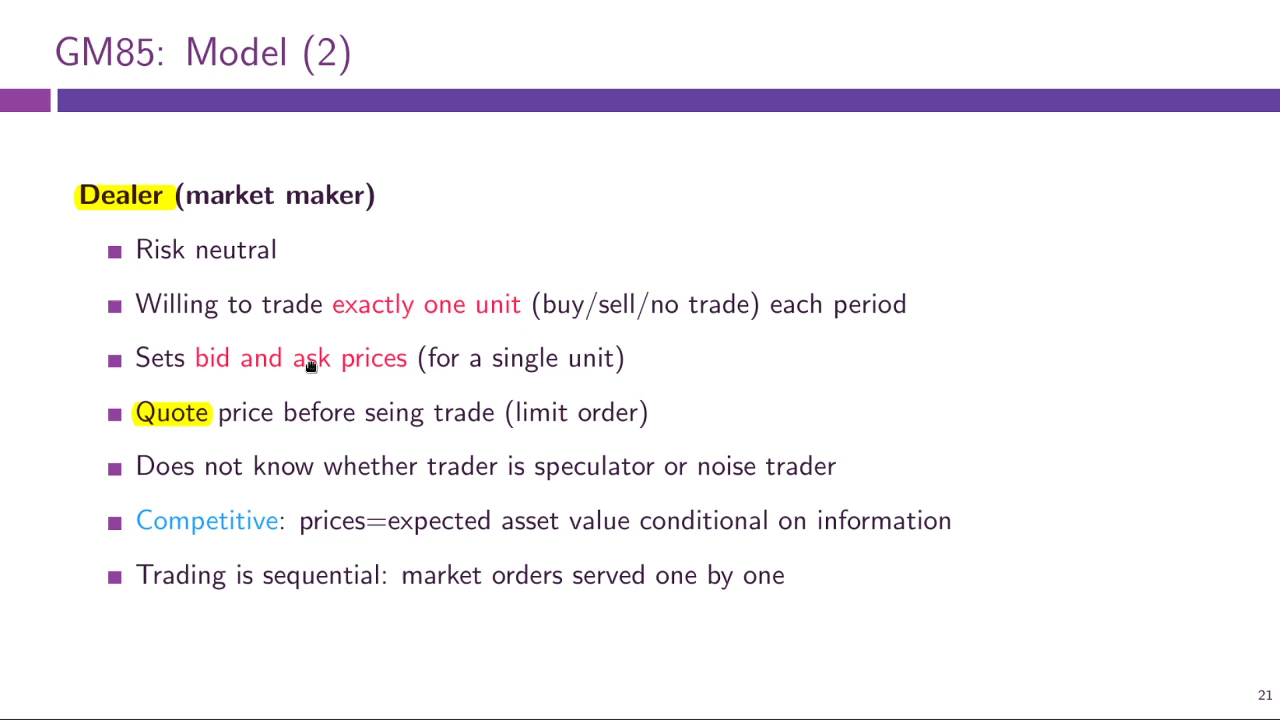 GM85: Model (2)
Dealer (market maker)
Risk neutral
Willing to trade exactly one unit (buy/sell/no trade) each period
Sets bid and ask prices (for a single unit)
Quote price before seing trade (limit order)
Does not know whether trader is speculator or noise trader
Competitive: prices=expected asset value conditional on information
Trading is sequential: market orders served one by one
21